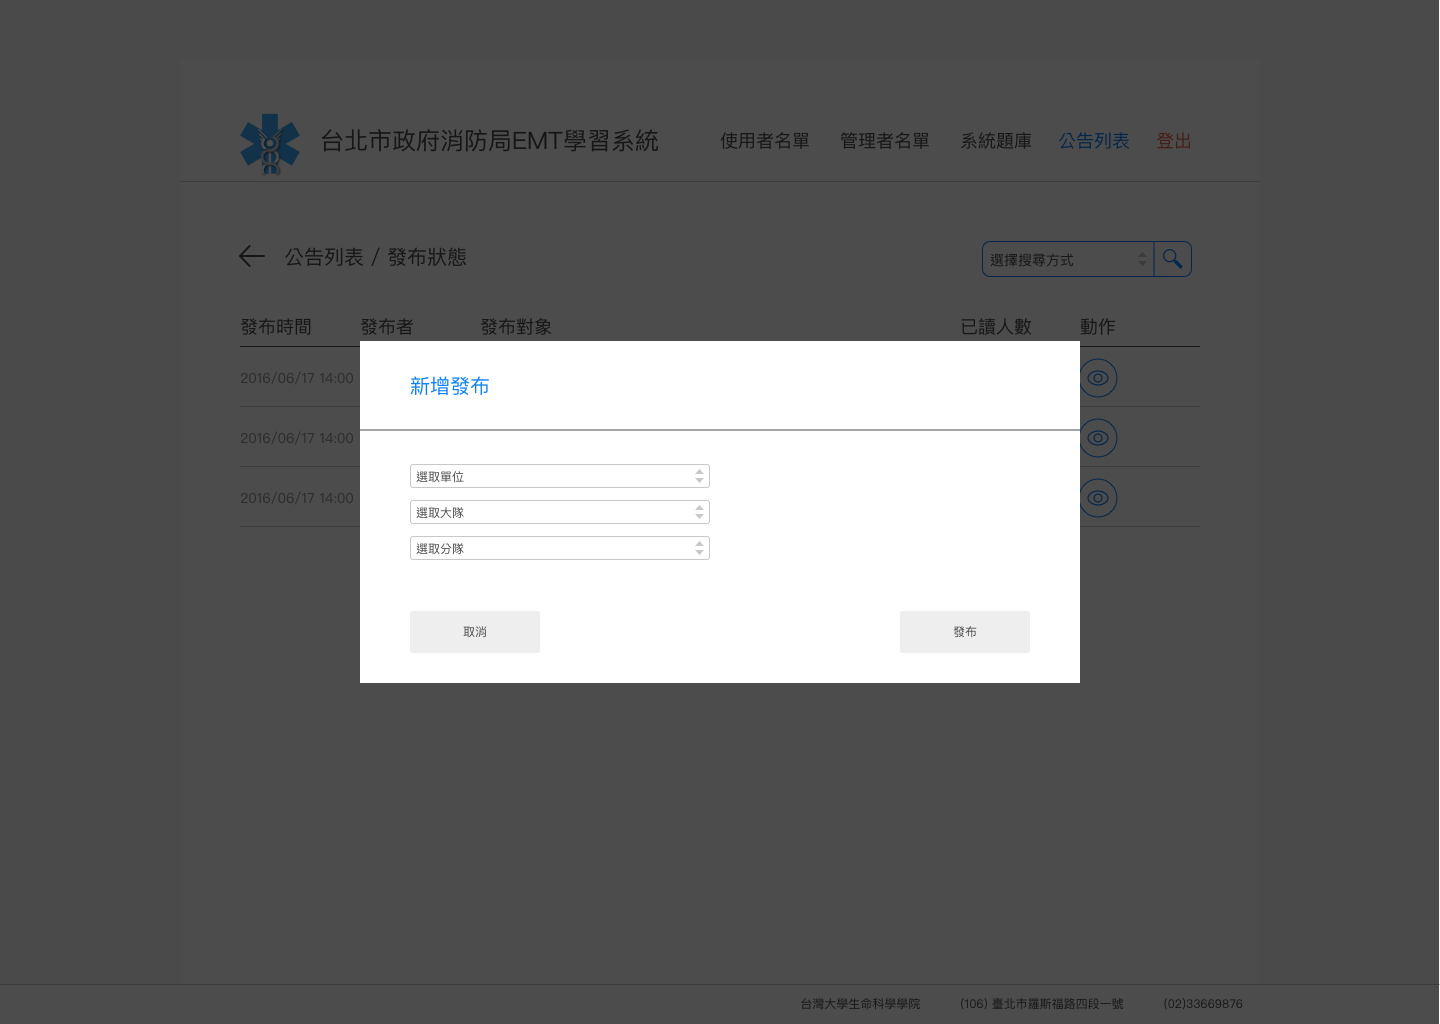 台北市政府消防局EMT學習系統
使用者名單 管理者名單 系統題庫 公告列表 登出
公告列表 / 發布狀態
選擇搜尋方式
發布時間 發布者 發布對象 已讀人數 動作
2016/06/17 14:00
2016/06/17 14:00
2016/06/17 14:00
新增發布
選取單位
選取大隊
選取分隊
取消 發布
台灣大學生命科學學院 (106) 臺北市羅斯福路四段一號 (02)33669876